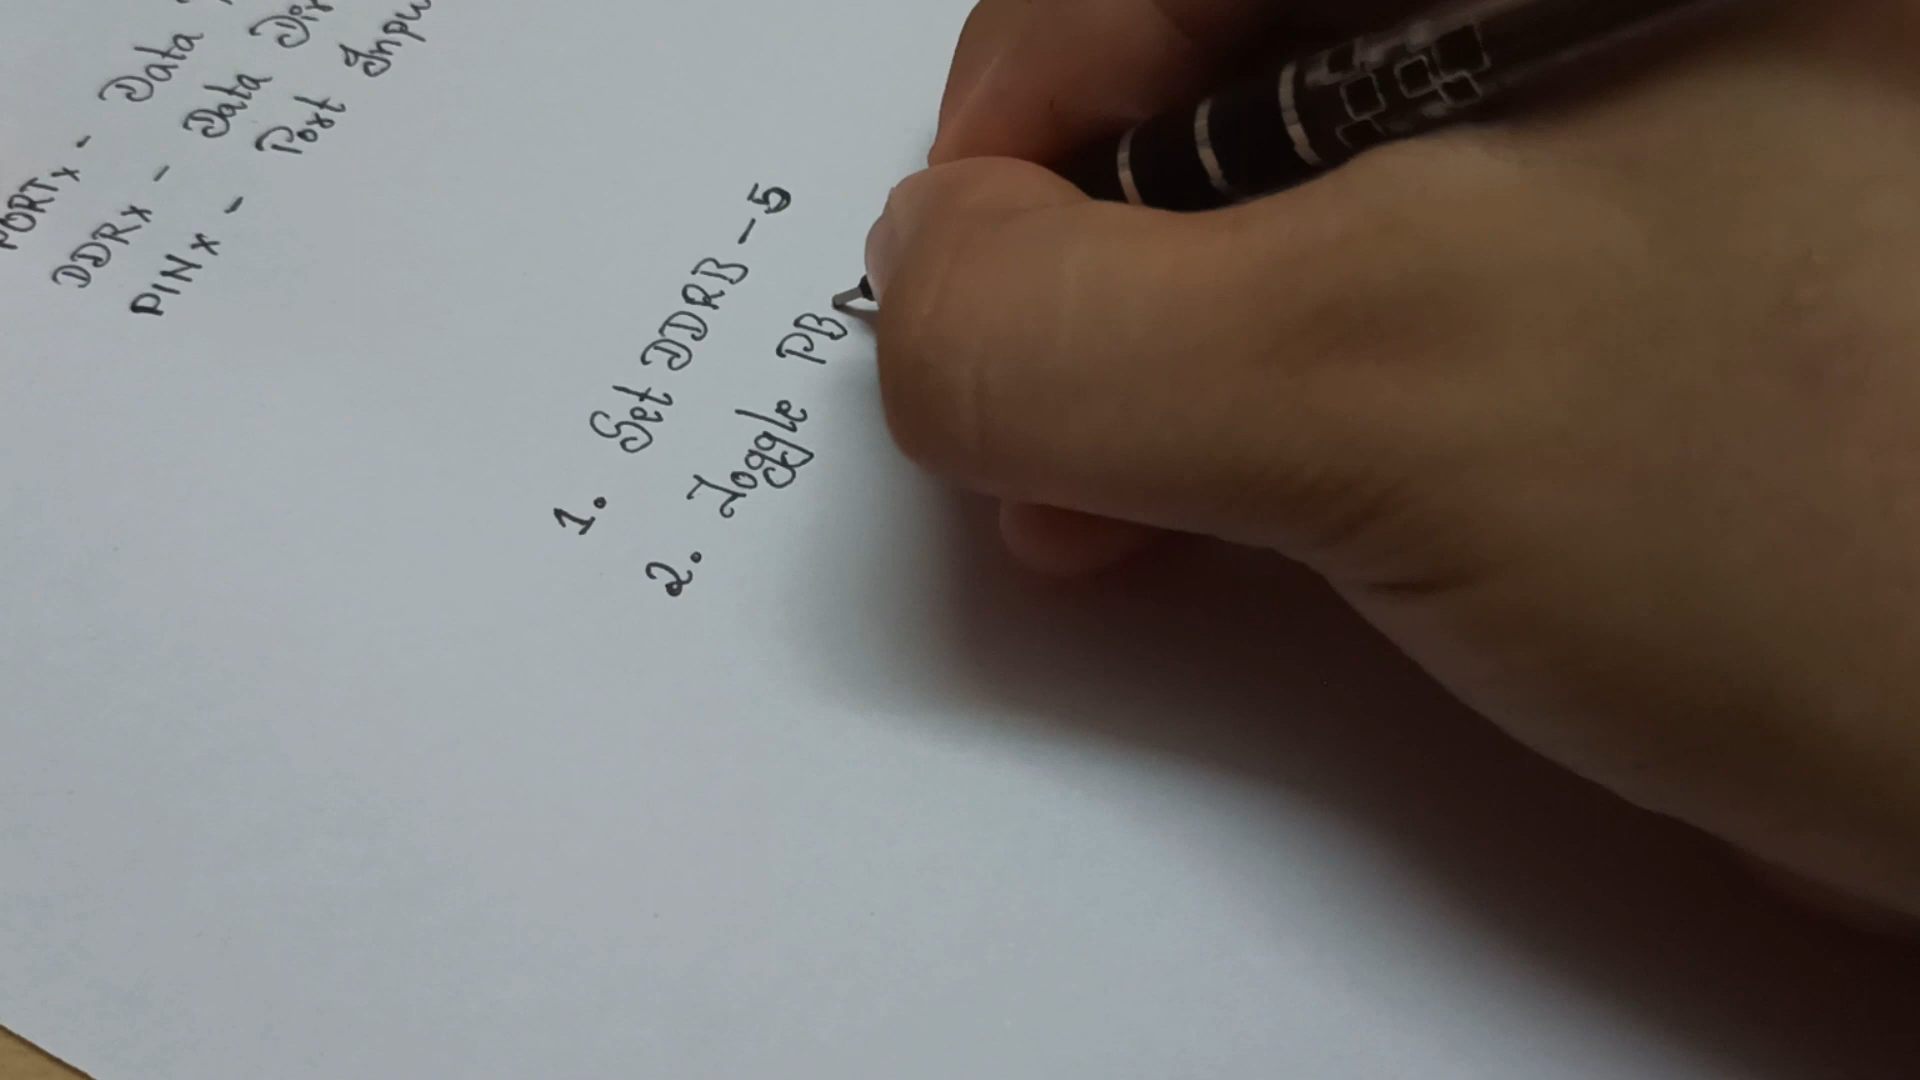 PORTx - Data
DDRx - Data
PINx - Port
1. Set DDRB-5
2. Toggle PB